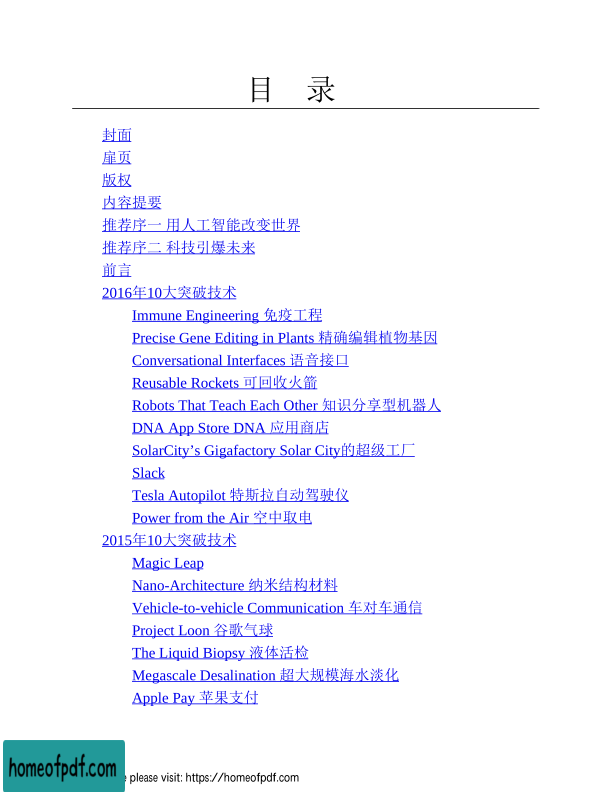 目 录
封面
扉页
版权
内容提要
推荐序一 用人工智能改变世界
推荐序二 科技引爆未来
前言
2016年10大突破技术
Immune Engineering 免疫工程
Precise Gene Editing in Plants 精确编辑植物基因
Conversational Interfaces 语音接口
Reusable Rockets 可回收火箭
Robots That Teach Each Other 知识分享型机器人
DNA App Store DNA 应用商店
SolarCity’s Gigafactory Solar City的超级工厂
Slack
Tesla Autopilot 特斯拉自动驾驶仪
Power from the Air 空中取电
2015年10大突破技术
Magic Leap
Nano-Architecture 纳米结构材料
Vehicle-to-vehicle Communication 车对车通信
Project Loon 谷歌气球
The Liquid Biopsy 液体活检
Megascale Desalination 超大规模海水淡化
Apple Pay 苹果支付
homeofpdf.com
please visit: https://homeofpdf.com